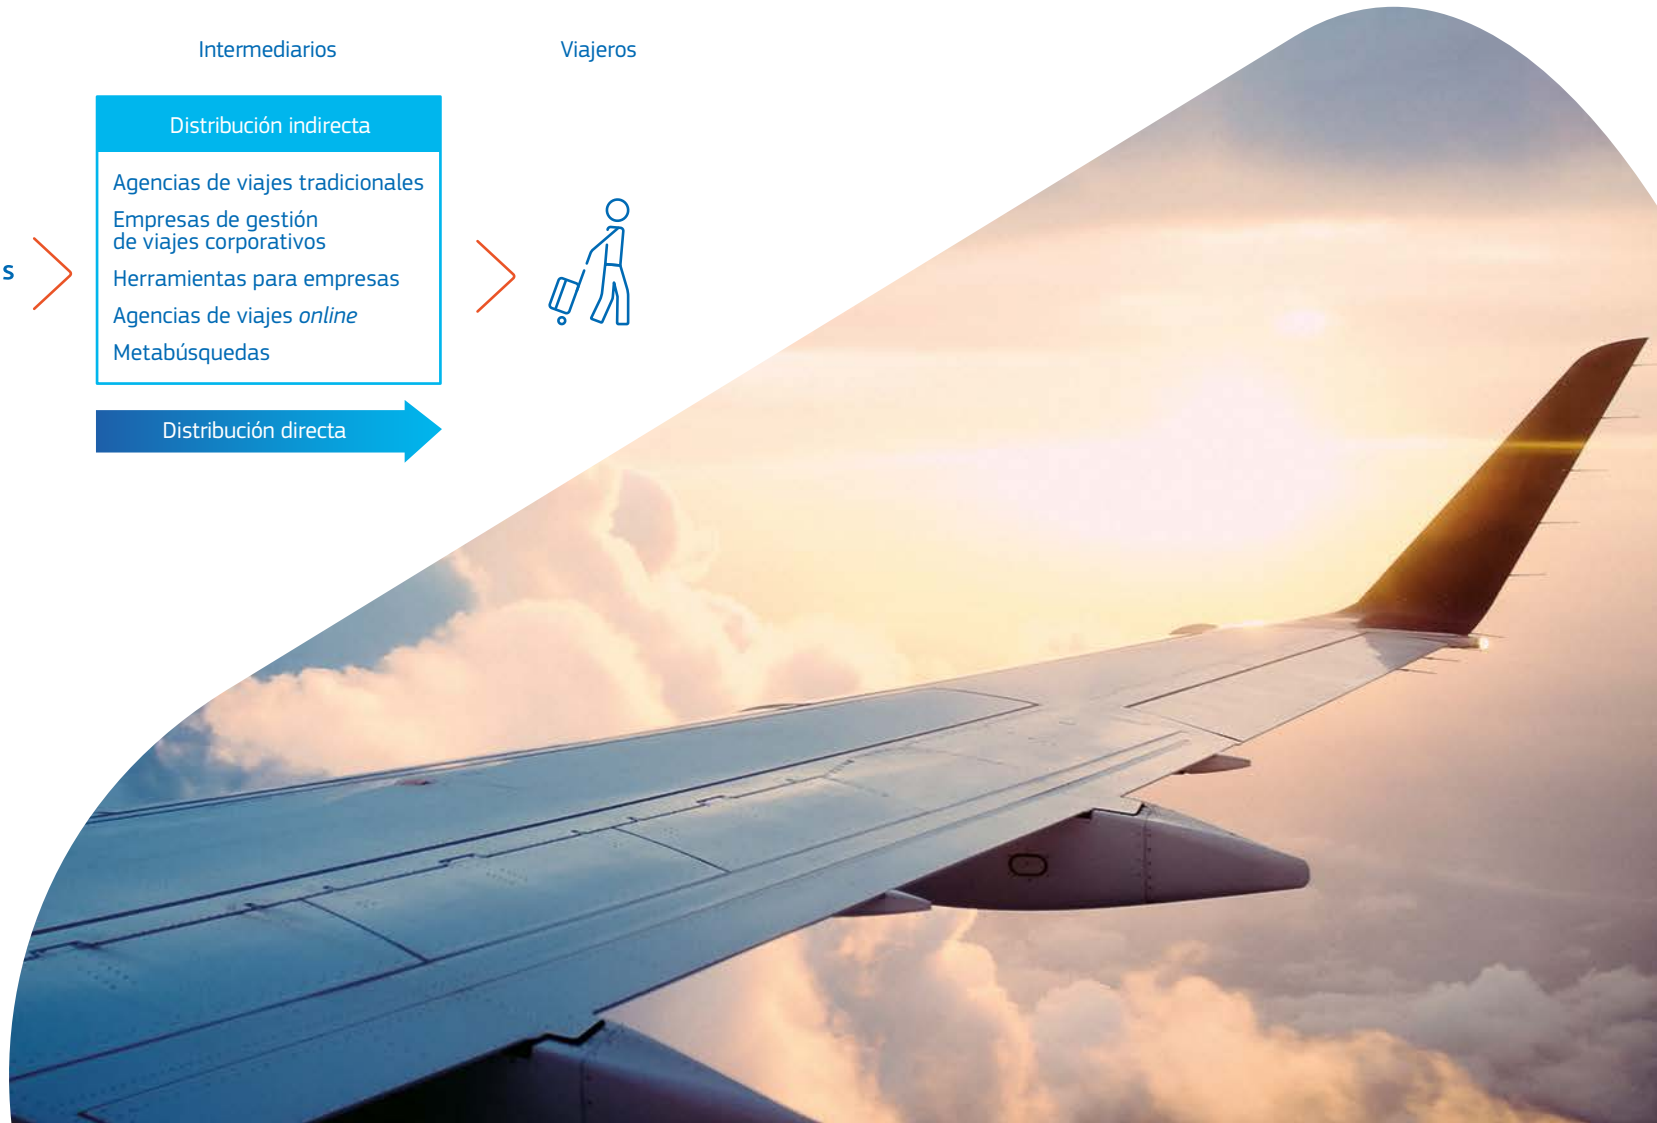 Intermediarios
Viajeros
Distribución indirecta
Agencias de viajes tradicionales
Empresas de gestión
de viajes corporativos
s
Herramientas para empresas
Agencias de viajes online
Metabúsquedas
Distribución directa